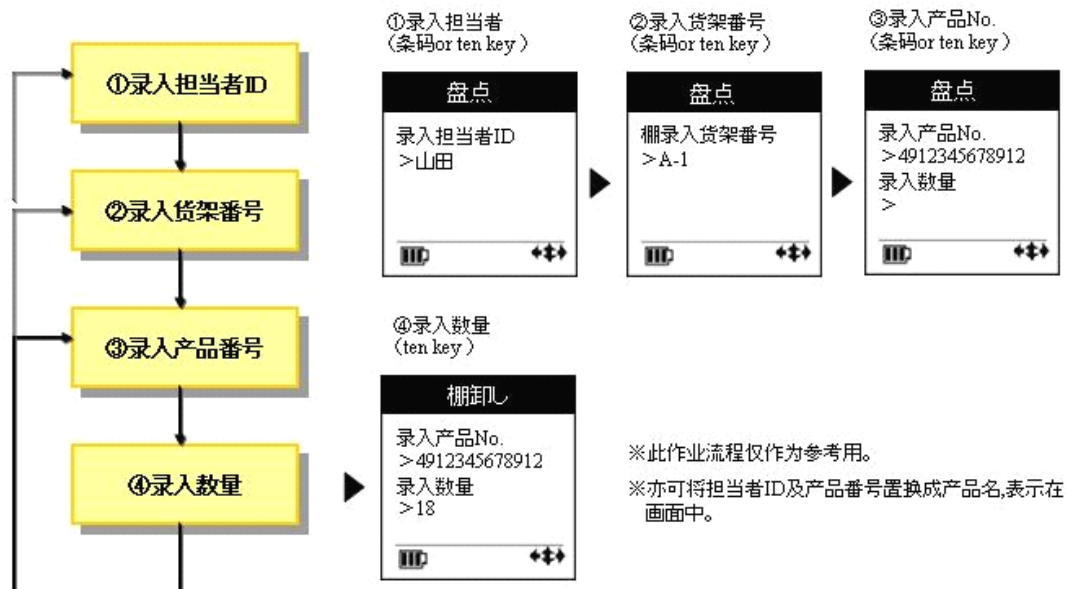 ①录入担当者ID
②录入货架番号
③录入产品番号
④录入数量
①录入担当者
（条码or ten key）
盘点
录入担当者ID
>山田
②录入货架番号
（条码or ten key）
盘点
棚录入货架番号
>A-1
③录入产品No.
（条码or ten key）
盘点
录入产品No.
>4912345678912
录入数量
>
④录入数量
（ten key）
棚卸し
录入产品No.
>4912345678912
录入数量
>18
※此作业流程仅作为参考用。
※亦可将担当者ID及产品番号置换成产品名,表示在
画面中。